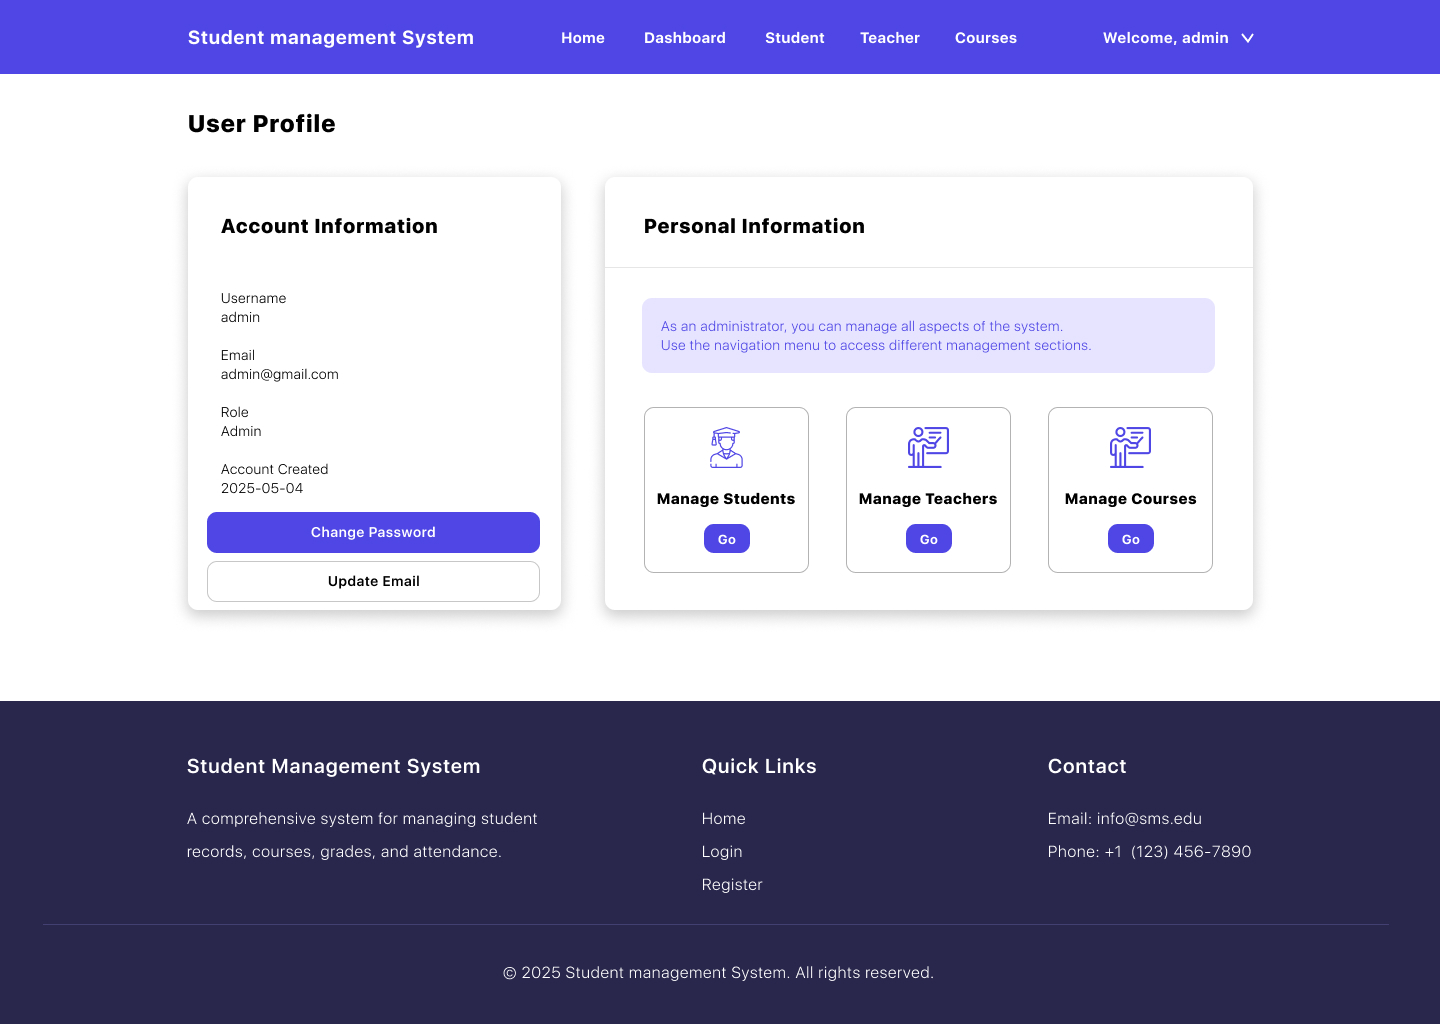 Student management System
Home
Dashboard
Student
Teacher
Courses
Welcome, admin
User Profile
Account Information
Username
admin
Email
admin@gmail.com
Role
Admin
Account Created
2025-05-04
Change Password
Update Email
Personal Information
As an administrator, you can manage all aspects of the system.
Use the navigation menu to access different management sections.
Manage Students
Go
Manage Teachers
Go
Manage Courses
Go
Student Management System
A comprehensive system for managing student
records, courses, grades, and attendance.
Quick Links
Home
Login
Register
Contact
Email: info@sms.edu
Phone: +1 (123) 456-7890
© 2025 Student management System. All rights reserved.